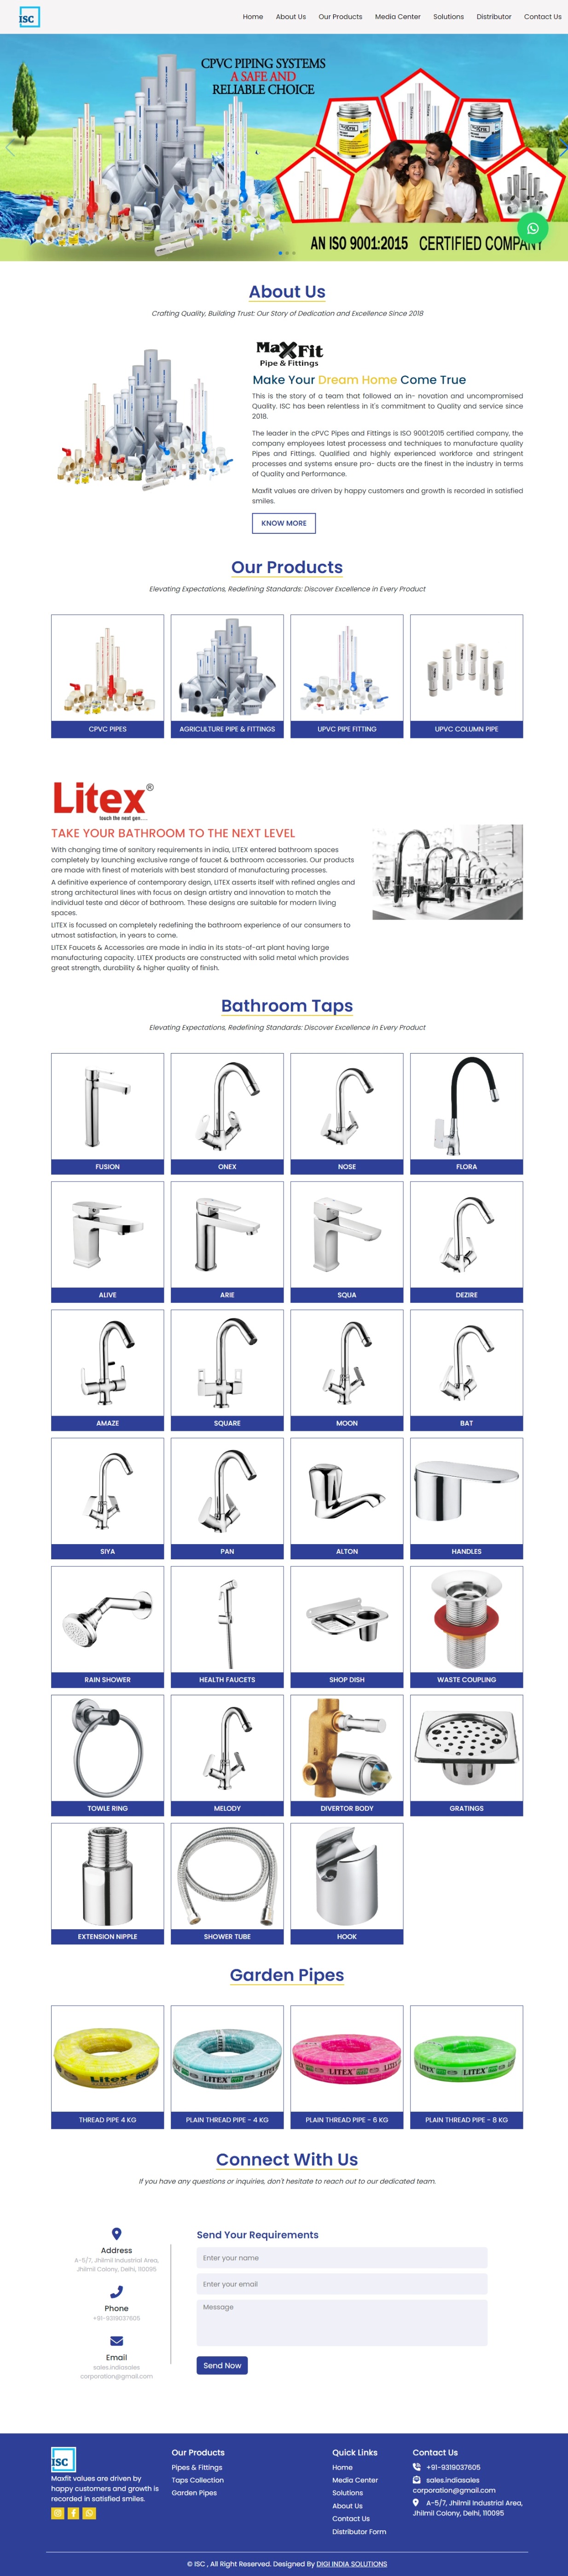 ISC
Home About Us Our Products Media Center Solutions Distributor Contact Us
CPVC PIPING SYSTEMS
A SAFE AND
RELIABLE CHOICE
AN ISO 9001:2015 CERTIFIED COMPANY
About Us
Crafting Quality, Building Trust: Our Story of Dedication and Excellence Since 2018
MaXFit
Pipe & Fittings
Make Your Dream Home Come True
This is the story of a team that followed an in- novation and uncompromised
Quality. ISC has been relentless in it's commitment to Quality and service since
2018.
The leader in the cPVC Pipes and Fittings is ISO 9001:2015 certified company, the
company employees latest processess and techniques to manufacture quality
Pipes and Fittings. Qualified and highly experienced workforce and stringent
processes and systems ensure pro- ducts are the finest in the industry in terms
of Quality and Performance.
Maxfit values are driven by happy customers and growth is recorded in satisfied
smiles.
KNOW MORE
Our Products
Elevating Expectations, Redefining Standards: Discover Excellence in Every Product
CPVC PIPES AGRICULTURE PIPE & FITTINGS UPVC PIPE FITTING UPVC COLUMN PIPE
Litex®
touch the next gen....
TAKE YOUR BATHROOM TO THE NEXT LEVEL
With changing time of sanitary requirements in india, LITEX entered bathroom spaces
completely by launching exclusive range of faucet & bathroom accessories. Our products
are made with finest of materials with best standard of manufacturing processes.
A definitive experience of contemporary design, LITEX asserts itself with refined angles and
strong architectural lines with focus on design artistry and innovation to match the
individual teste and décor of bathroom. These designs are suitable for modern living
spaces.
LITEX is focussed on completely redefining the bathroom experience of our consumers to
utmost satisfaction, in years to come.
LITEX Faucets & Accessories are made in india in its stats-of-art plant having large
manufacturing capacity. LITEX products are constructed with solid metal which provides
great strength, durability & higher quality of finish.
Bathroom Taps
Elevating Expectations, Redefining Standards: Discover Excellence in Every Product
FUSION ONEX NOSE FLORA
ALIVE ARIE SQUA DEZIRE
AMAZE SQUARE MOON BAT
SIYA PAN ALTON HANDLES
RAIN SHOWER HEALTH FAUCETS SHOP DISH WASTE COUPLING
TOWLE RING MELODY DIVERTOR BODY GRATINGS
EXTENSION NIPPLE SHOWER TUBE HOOK
Garden Pipes
Litex LITEX LITEX LITEX LITEX LITEX
THREAD PIPE 4 KG PLAIN THREAD PIPE - 4 KG PLAIN THREAD PIPE - 6 KG PLAIN THREAD PIPE - 8 KG
Connect With Us
If you have any questions or inquiries, don't hesitate to reach out to our dedicated team.
Address
A-5/7, Jhilmil Industrial Area,
Jhilmil Colony, Delhi, 110095
Phone
+91-9319037605
Email
sales.indiasales
corporation@gmail.com
Send Your Requirements
Enter your name
Enter your email
Message
Send Now
ISC
Maxfit values are driven by
happy customers and growth is
recorded in satisfied smiles.
Our Products
Pipes & Fittings
Taps Collection
Garden Pipes
Quick Links
Home
Media Center
Solutions
About Us
Contact Us
Distributor Form
Contact Us
+91-9319037605
sales.indiasales
corporation@gmail.com
A-5/7, Jhilmil Industrial Area,
Jhilmil Colony, Delhi, 110095
© ISC , All Right Reserved. Designed By DIGI INDIA SOLUTIONS